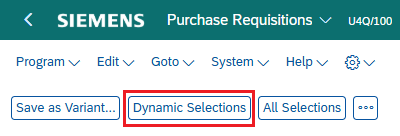 SIEMENS Purchase Requisitions U4Q/100
Program Edit Goto System Help
Save as Variant... Dynamic Selections All Selections